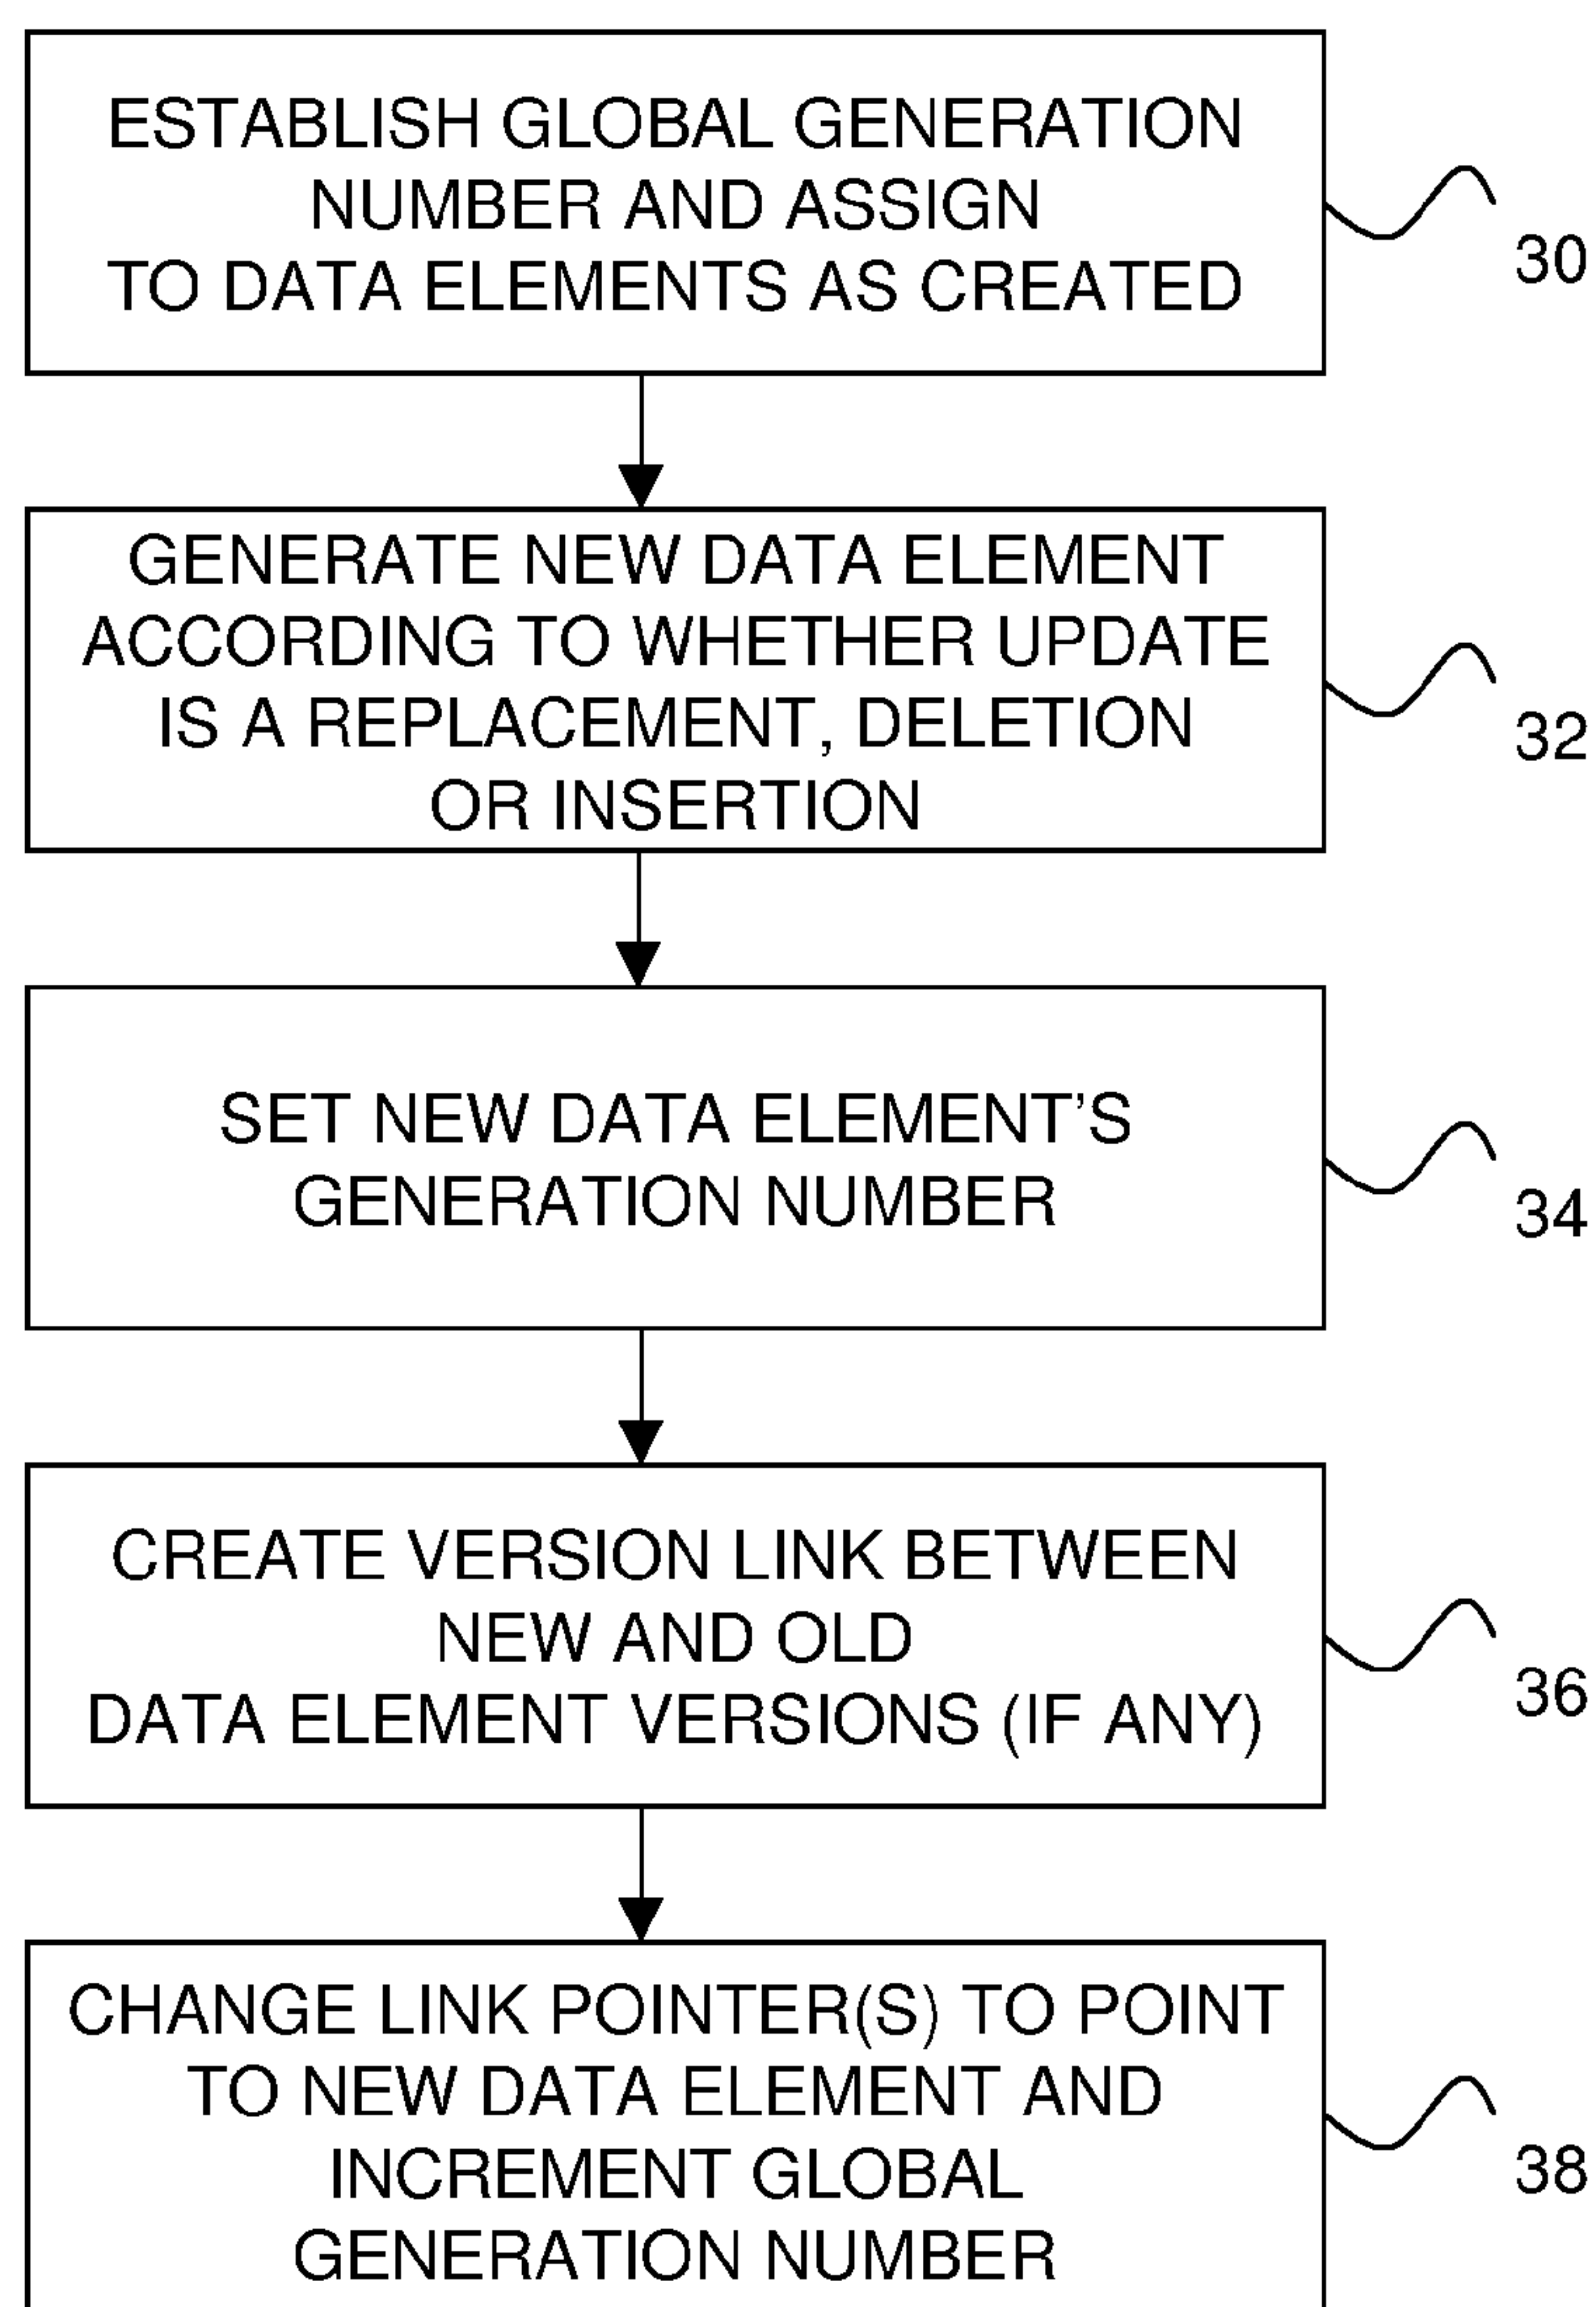 ESTABLISH GLOBAL GENERATION
NUMBER AND ASSIGN
TO DATA ELEMENTS AS CREATED
30
GENERATE NEW DATA ELEMENT
ACCORDING TO WHETHER UPDATE
IS A REPLACEMENT, DELETION
OR INSERTION
32
SET NEW DATA ELEMENT’S
GENERATION NUMBER
34
CREATE VERSION LINK BETWEEN
NEW AND OLD
DATA ELEMENT VERSIONS (IF ANY)
36
CHANGE LINK POINTER(S) TO POINT
TO NEW DATA ELEMENT AND
INCREMENT GLOBAL
GENERATION NUMBER
38